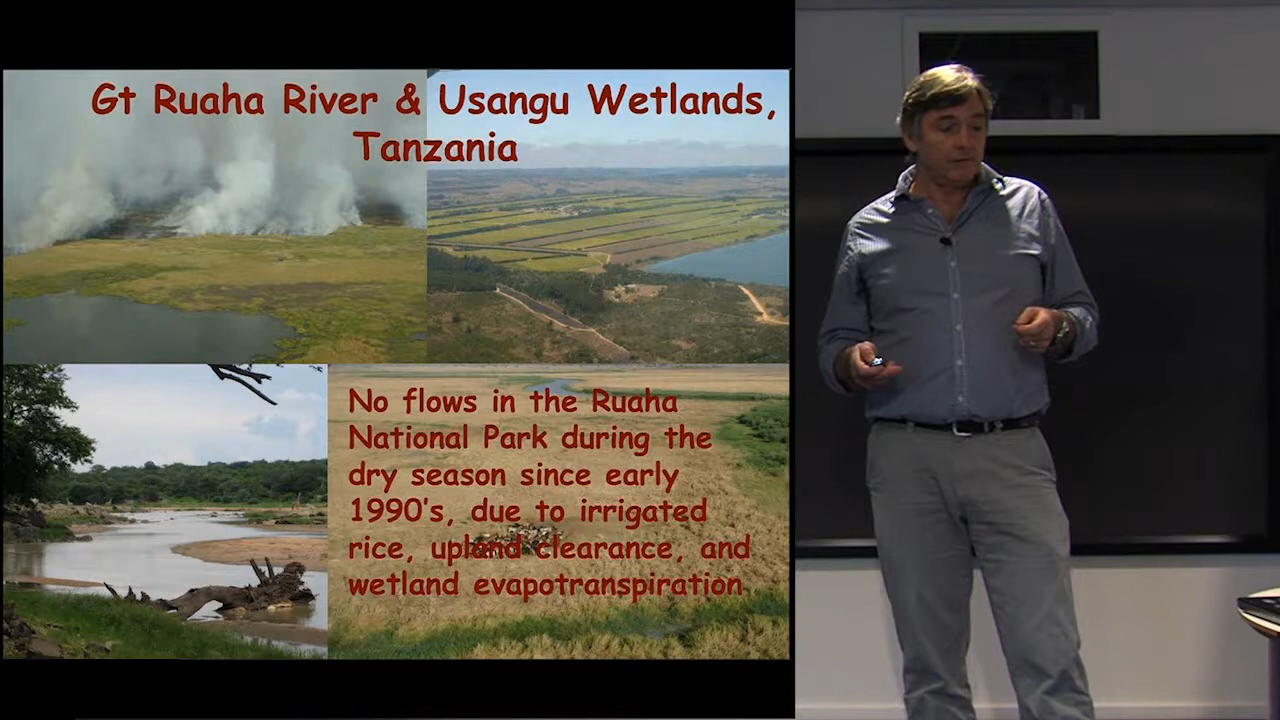 Gt Ruaha River & Usangu Wetlands,
Tanzania
No flows in the Ruaha
National Park during the
dry season since early
1990's, due to irrigated
rice, upland clearance, and
wetland evapotranspiration